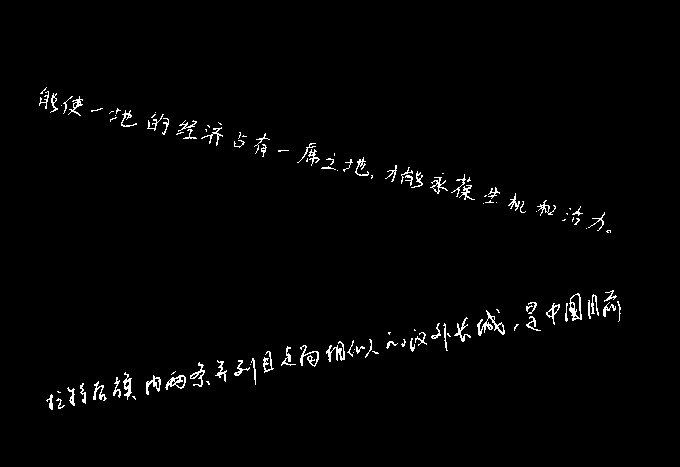 能使一地的经济占有一席之地,才能永葆生机和活力。
拉特后旗内两条并列且走向相似的汉外长城,是中国目前